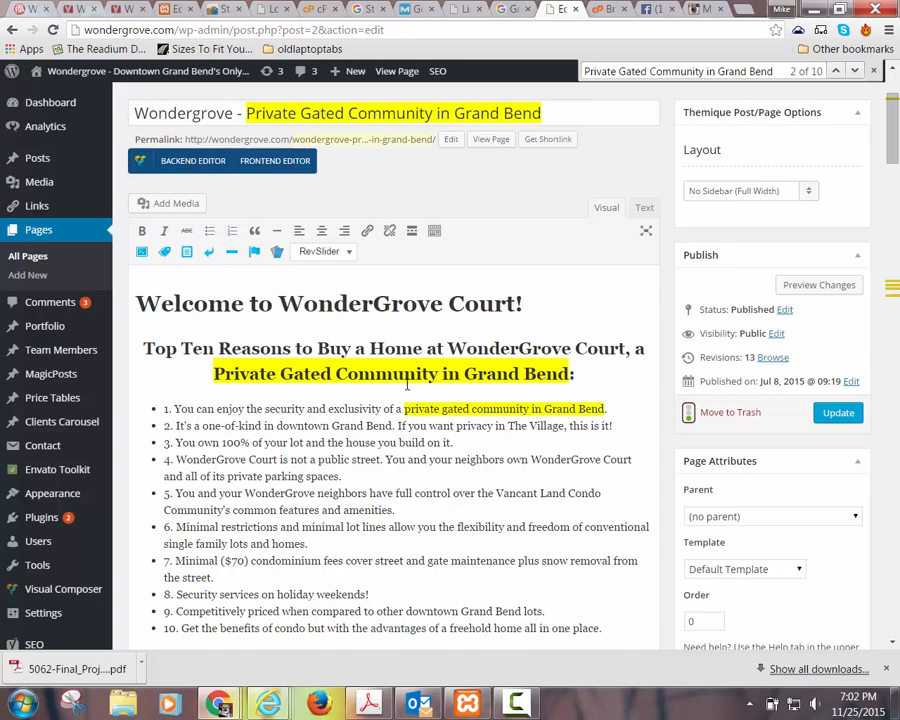 Mike
wondergrove.com/wp-admin/post.php?post=2&action=edit
Apps
The Readium D...
Sizes To Fit You...
oldlaptoptabs
Other bookmarks
Wondergrove - Downtown Grand Bend's Only...
3
3
New
View Page
SEO
Private Gated Community in Grand Bend
2 of 10
Dashboard
Analytics
Posts
Media
Links
Pages
All Pages
Add New
Comments 3
Portfolio
Team Members
MagicPosts
Price Tables
Clients Carousel
Contact
Envato Toolkit
Appearance
Plugins 2
Users
Tools
Visual Composer
Settings
SEO
Wondergrove - Private Gated Community in Grand Bend
Permalink: http://wondergrove.com/wondergrove-pr...-in-grand-bend/
Edit
View Page
Get Shortlink
BACKEND EDITOR
FRONTEND EDITOR
Add Media
Visual
Text
B I ABC
RevSlider
Welcome to WonderGrove Court!
Top Ten Reasons to Buy a Home at WonderGrove Court, a
Private Gated Community in Grand Bend:
1. You can enjoy the security and exclusivity of a private gated community in Grand Bend.
2. It's a one-of-kind in downtown Grand Bend. If you want privacy in The Village, this is it!
3. You own 100% of your lot and the house you build on it.
4. WonderGrove Court is not a public street. You and your neighbors own WonderGrove Court
and all of its private parking spaces.
5. You and your WonderGrove neighbors have full control over the Vancant Land Condo
Community's common features and amenities.
6. Minimal restrictions and minimal lot lines allow you the flexibility and freedom of conventional
single family lots and homes.
7. Minimal ($70) condominium fees cover street and gate maintenance plus snow removal from
the street.
8. Security services on holiday weekends!
9. Competitively priced when compared to other downtown Grand Bend lots.
10. Get the benefits of condo but with the advantages of a freehold home all in one place.
Themique Post/Page Options
Layout
No Sidebar (Full Width)
Publish
Preview Changes
Status: Published Edit
Visibility: Public Edit
Revisions: 13 Browse
Published on: Jul 8, 2015 @ 09:19 Edit
Move to Trash
Update
Page Attributes
Parent
(no parent)
Template
Default Template
Order
0
Need help? Use the Help tab in the upper
5062-Final_Proj....pdf
Show all downloads...
7:02 PM
11/25/2015